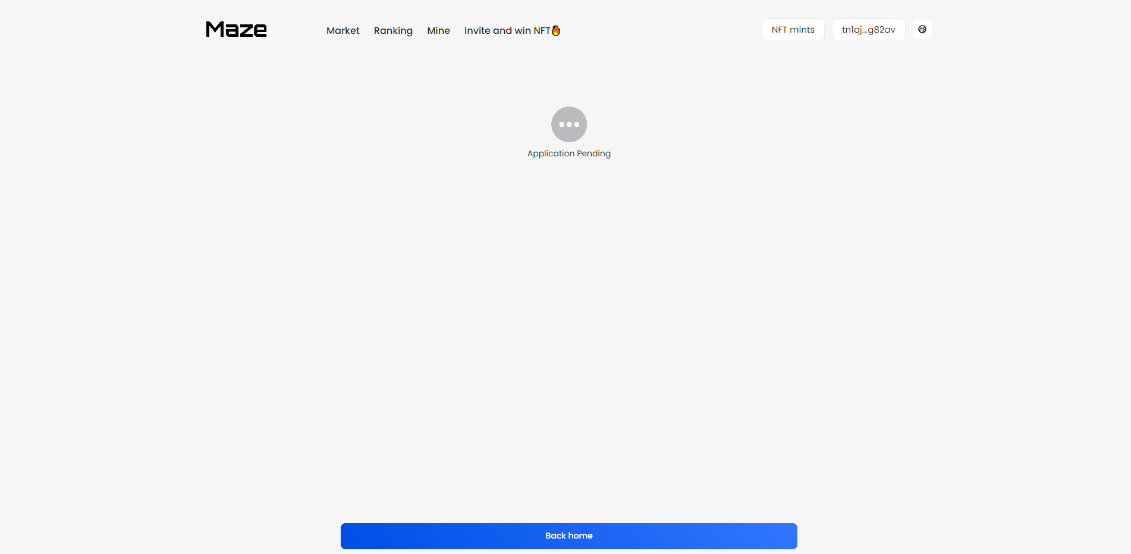 Maze
Market Ranking Mine Invite and win NFT🔥
NFT mints tn1qj...g82av
Application Pending
Back home